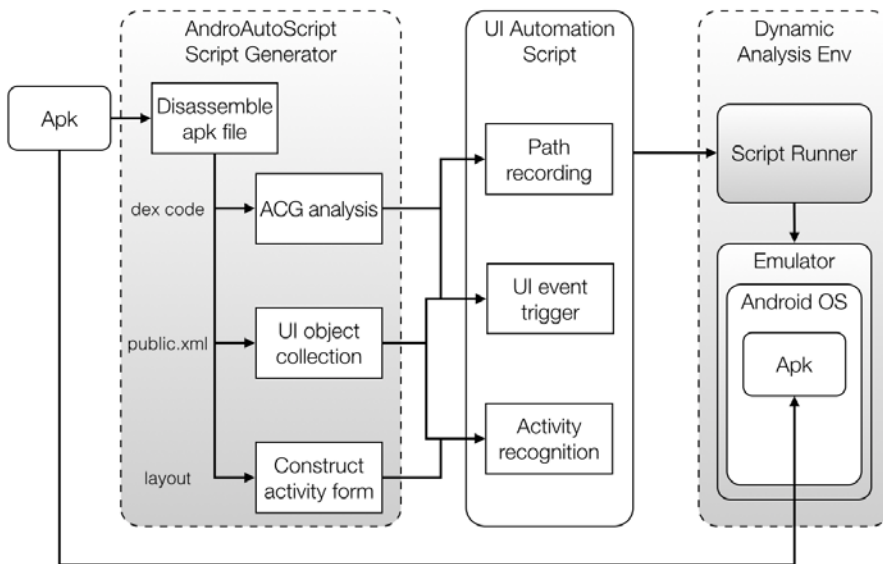 AndroAutoScript
Script Generator
UI Automation
Script
Dynamic
Analysis Env
Apk
Disassemble
apk file
dex code
ACG analysis
public.xml
UI object
collection
layout
Construct
activity form
Path
recording
UI event
trigger
Activity
recognition
Script Runner
Emulator
Android OS
Apk